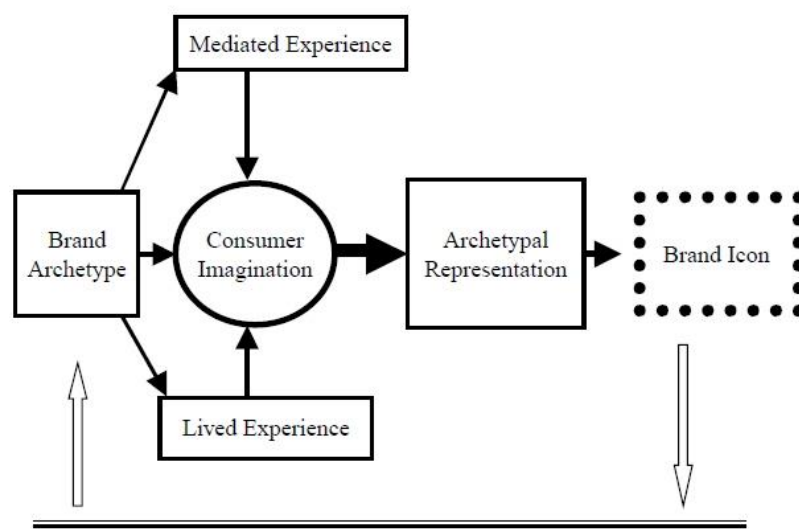 Mediated Experience
Brand
Archetype
Consumer
Imagination
Archetypal
Representation
Brand Icon
Lived Experience